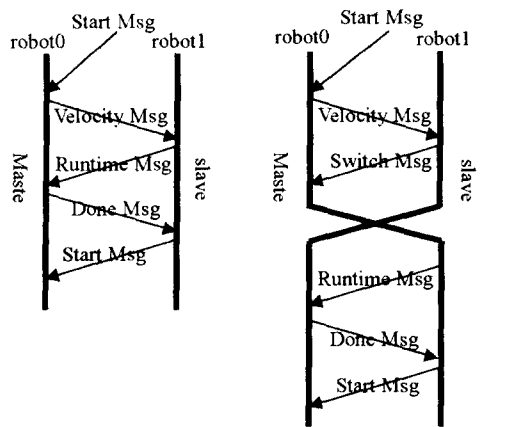 Start Msg
robot0
robot1
Velocity Msg
Runtime Msg
Done Msg
Start Msg
Maste
slave
Start Msg
robot0
robot1
Velocity Msg
Switch Msg
Maste
slave
Runtime Msg
Done Msg
Start Msg